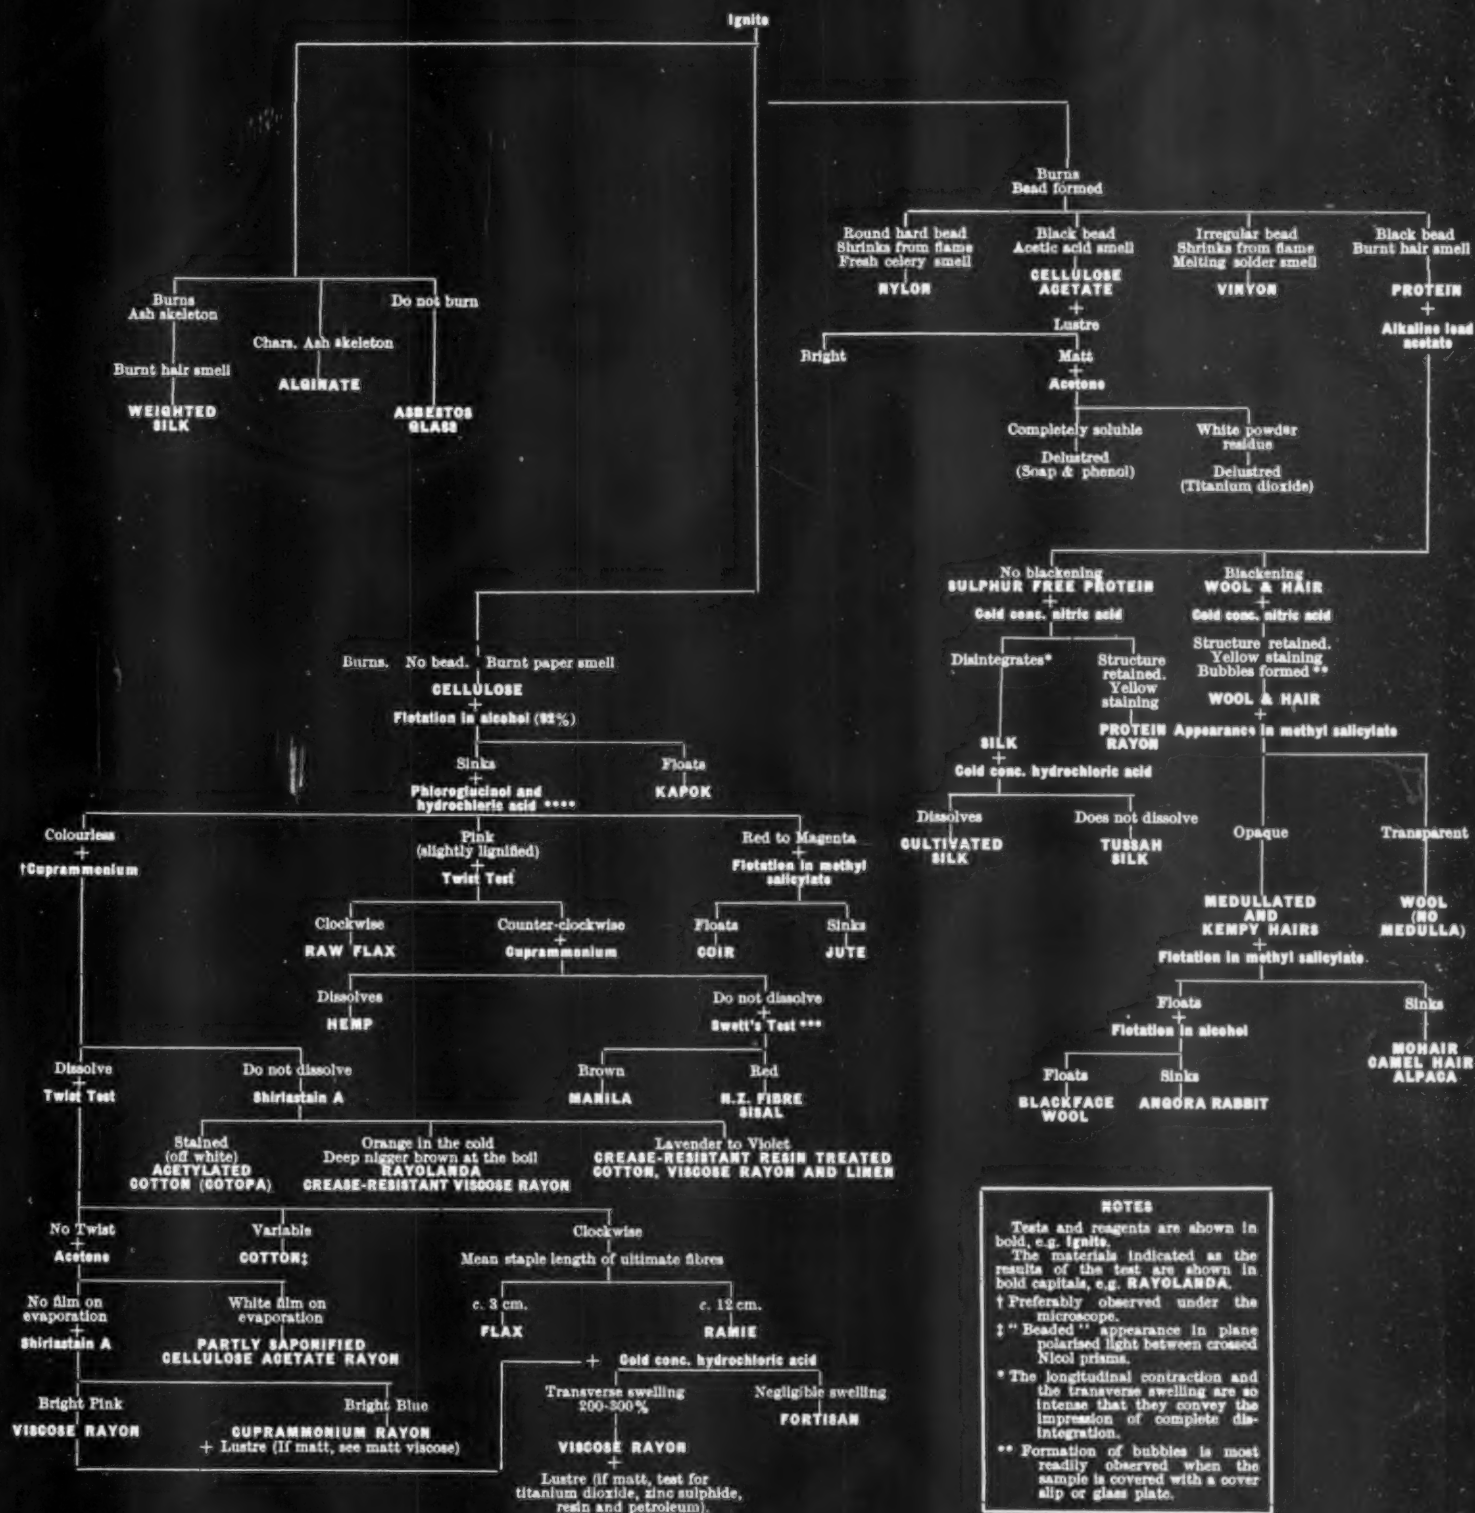 Ignite
Burns
Bead formed
Round hard bead
Shrinks from flame
Fresh celery smell
NYLON
Black bead
Acetic acid smell
CELLULOSE
ACETATE
+
Lustre
Irregular bead
Shrinks from flame
Melting solder smell
VINYON
Black bead
Burnt hair smell
PROTEIN
+
Alkaline lead
acetate
Burns
Ash skeleton
Burnt hair smell
WEIGHTED
SILK
Chars. Ash skeleton
ALGINATE
Do not burn
ASBESTOS
GLASS
Bright
Matt
+
Acetone
Completely soluble
Delustred
(Soap & phenol)
White powder
residue
Delustred
(Titanium dioxide)
No blackening
SULPHUR FREE PROTEIN
+
Cold conc. nitric acid
Blackening
WOOL & HAIR
+
Cold conc. nitric acid
Disintegrates*
SILK
+
Cold conc. hydrochloric acid
Structure
retained.
Yellow
staining
PROTEIN
RAYON
Structure retained.
Yellow staining
Bubbles formed **
WOOL & HAIR
+
Appearance in methyl salicylate
Dissolves
CULTIVATED
SILK
Does not dissolve
TUSSAH
SILK
Opaque
MEDULLATED
AND
KEMPY HAIRS
+
Flotation in methyl salicylate
Transparent
WOOL
(NO
MEDULLA)
Floats
+
Flotation in alcohol
Sinks
MOHAIR
CAMEL HAIR
ALPACA
Floats
BLACKFACE
WOOL
Sinks
ANGORA RABBIT
Burns. No bead. Burnt paper smell
CELLULOSE
+
Flotation in alcohol (92%)
Sinks
+
Phloroglucinol and
hydrochloric acid ****
Floats
KAPOK
Colourless
+
†Cuprammonium
Pink
(slightly lignified)
+
Twist Test
Red to Magenta
+
Flotation in methyl
salicylate
Clockwise
RAW FLAX
Counter-clockwise
+
Cuprammonium
Floats
COIR
Sinks
JUTE
Dissolves
HEMP
Do not dissolve
+
Swett's Test ***
Dissolve
+
Twist Test
Do not dissolve
Shirlastain A
Brown
MANILA
Red
N.Z. FIBRE
SISAL
Stained
(off white)
ACETYLATED
COTTON (COTOPA)
Orange in the cold
Deep nigger brown at the boil
RAYOLANDA
CREASE-RESISTANT VISCOSE RAYON
Lavender to Violet
CREASE-RESISTANT RESIN TREATED
COTTON, VISCOSE RAYON AND LINEN
No Twist
+
Acetone
Variable
COTTON‡
Clockwise
Mean staple length of ultimate fibres
No film on
evaporation
+
Shirlastain A
White film on
evaporation
PARTLY SAPONIFIED
CELLULOSE ACETATE RAYON
c. 3 cm.
FLAX
c. 12 cm.
RAMIE
+ Cold conc. hydrochloric acid
Bright Pink
VISCOSE RAYON
Bright Blue
CUPRAMMONIUM RAYON
+ Lustre (If matt, see matt viscose)
Transverse swelling
200-300%
VISCOSE RAYON
+
Lustre (if matt, test for
titanium dioxide, zinc sulphide,
resin and petroleum).
Negligible swelling
FORTISAN
NOTES
Tests and reagents are shown in
bold, e.g. Ignite.
The materials indicated as the
results of the test are shown in
bold capitals, e.g. RAYOLANDA.
† Preferably observed under the
microscope.
‡ "Beaded" appearance in plane
polarised light between crossed
Nicol prisms.
* The longitudinal contraction and
the transverse swelling are so
intense that they convey the
impression of complete dis-
integration.
** Formation of bubbles is most
readily observed when the
sample is covered with a cover
slip or glass plate.